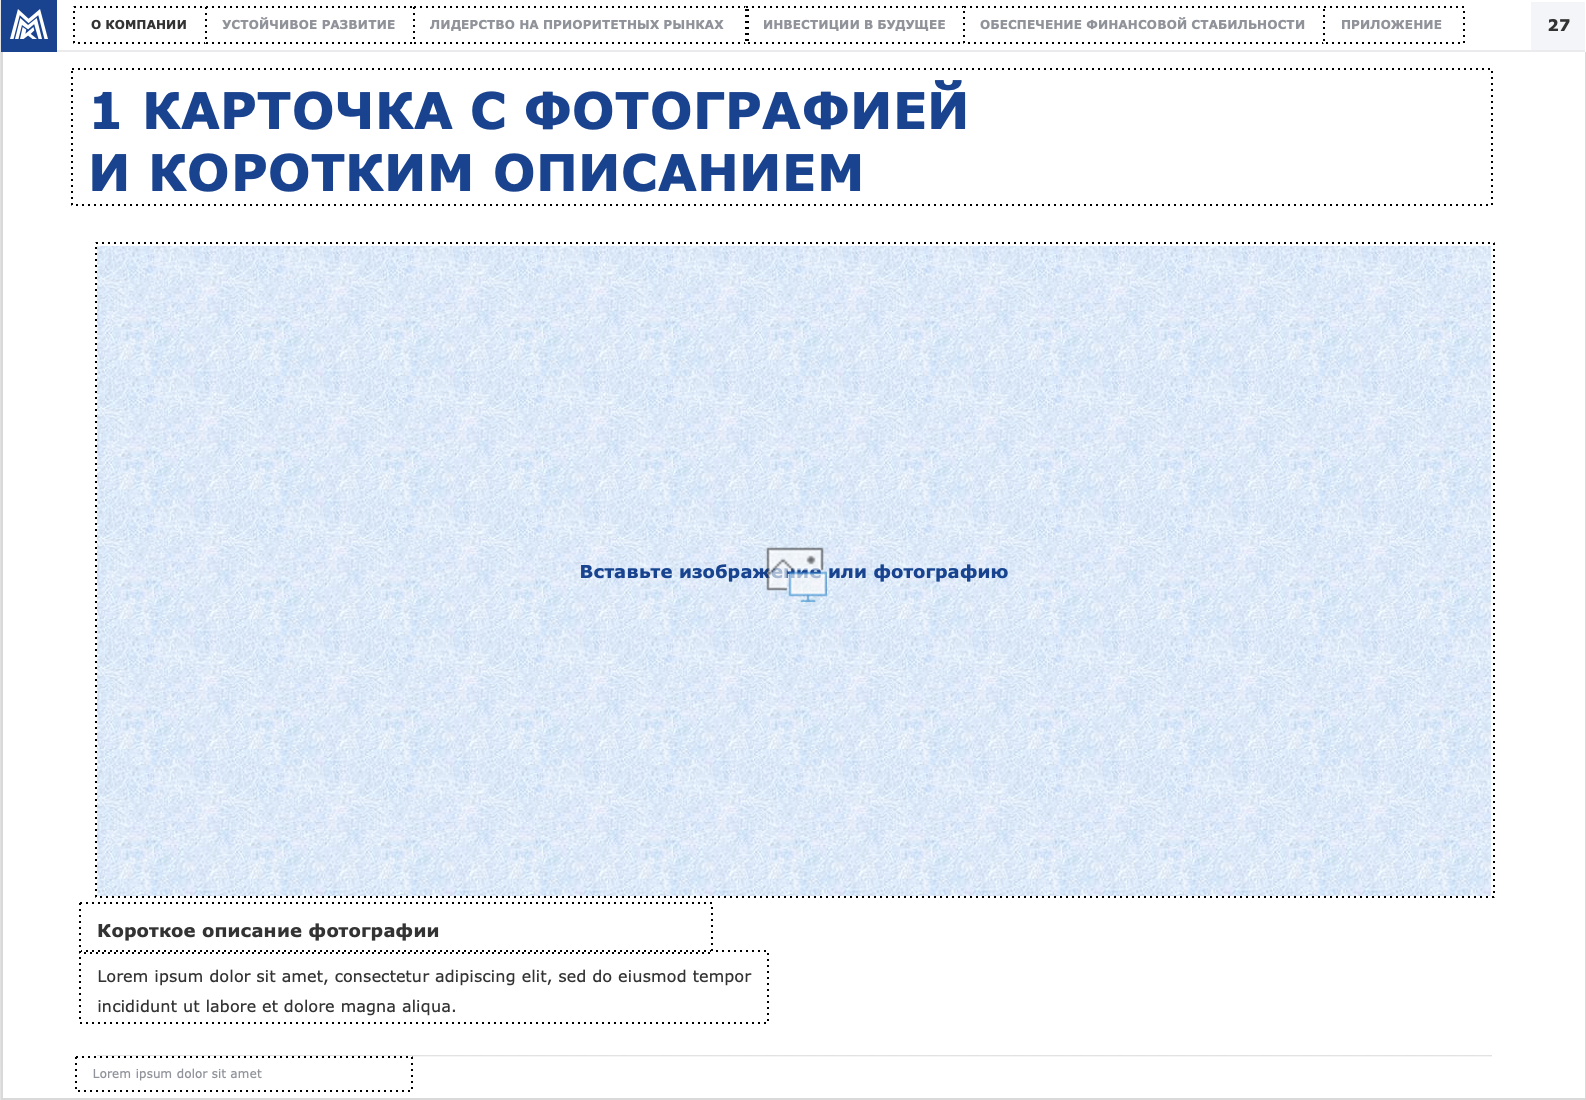 О КОМПАНИИ
УСТОЙЧИВОЕ РАЗВИТИЕ
ЛИДЕРСТВО НА ПРИОРИТЕТНЫХ РЫНКАХ
ИНВЕСТИЦИИ В БУДУЩЕЕ
ОБЕСПЕЧЕНИЕ ФИНАНСОВОЙ СТАБИЛЬНОСТИ
ПРИЛОЖЕНИЕ
27
1 КАРТОЧКА С ФОТОГРАФИЕЙ
И КОРОТКИМ ОПИСАНИЕМ
Вставьте изображение или фотографию
Короткое описание фотографии
Lorem ipsum dolor sit amet, consectetur adipiscing elit, sed do eiusmod tempor
incididunt ut labore et dolore magna aliqua.
Lorem ipsum dolor sit amet